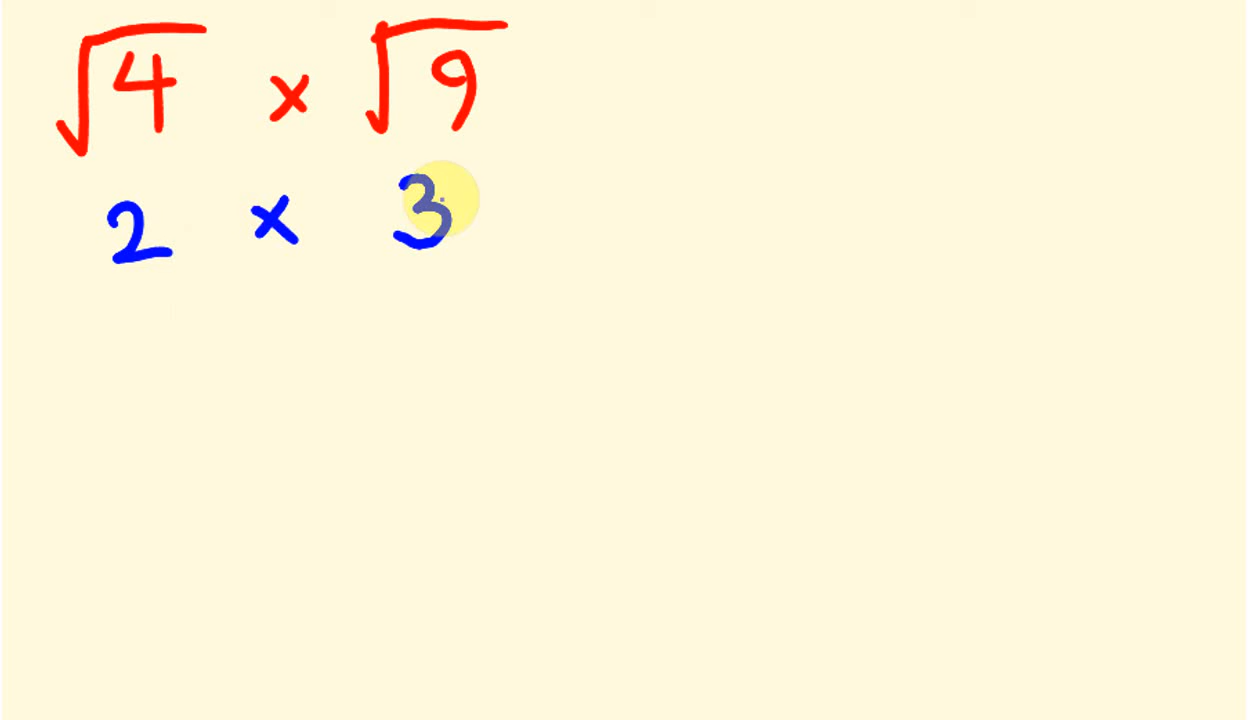 √4 × √9
2 × 3